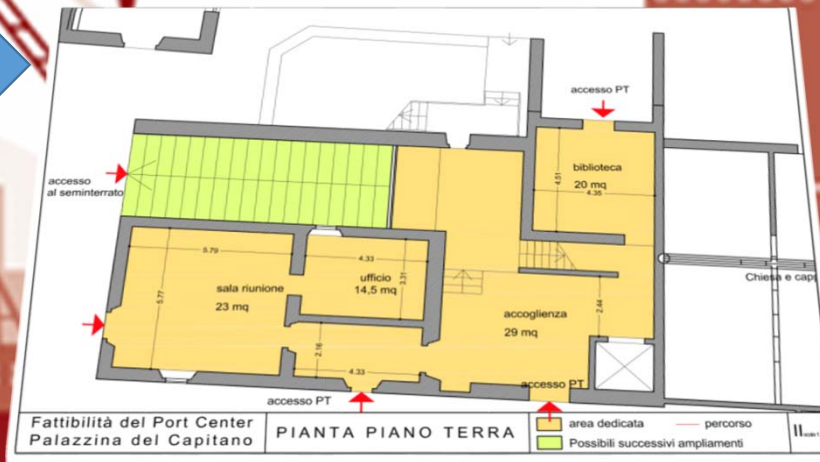 accesso PT
biblioteca
20 mq
4.51
4.35
accesso
al seminterrato
5.79
5.77
sala riunione
23 mq
4.33
ufficio
14,5 mq
3.31
accoglienza
29 mq
2.44
Chiesa e capp
2.16
4.33
accesso PT
accesso PT
Fattibilità del Port Center
Palazzina del Capitano
PIANTA PIANO TERRA
area dedicata
percorso
Possibili successivi ampliamenti